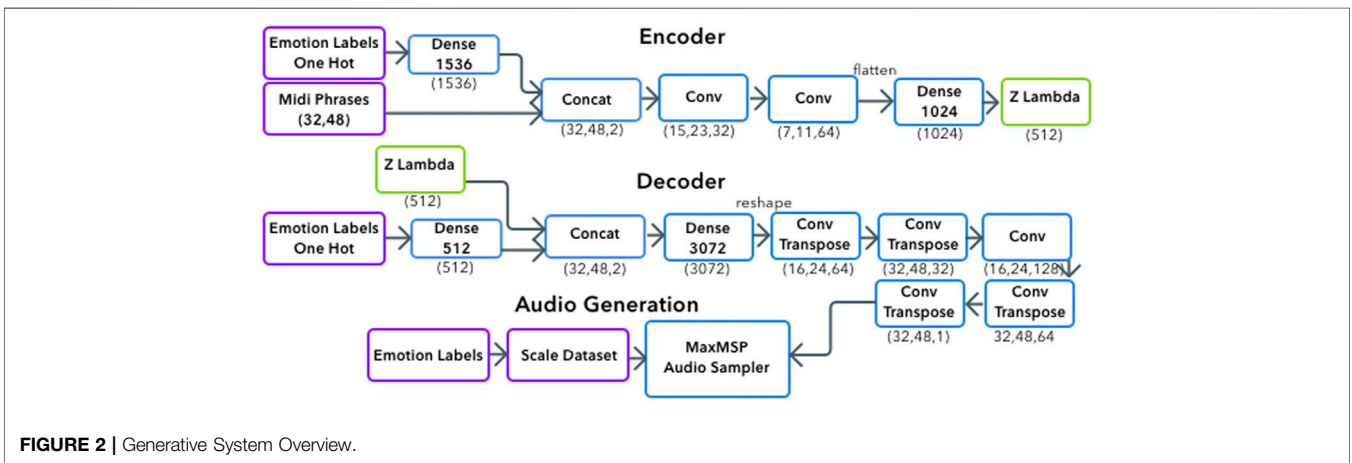 Encoder
Emotion Labels
One Hot
Dense
1536
(1536)
Midi Phrases
(32,48)
Concat
(32,48,2)
Conv
(15,23,32)
Conv
(7,11,64)
flatten
Dense
1024
(1024)
Z Lambda
(512)
Decoder
Z Lambda
(512)
Emotion Labels
One Hot
Dense
512
(512)
Concat
(32,48,2)
Dense
3072
(3072)
reshape
Conv
Transpose
(16,24,64)
Conv
Transpose
(32,48,32)
Conv
(16,24,128)
Conv
Transpose
32,48,64
Conv
Transpose
(32,48,1)
Audio Generation
Emotion Labels
Scale Dataset
MaxMSP
Audio Sampler
FIGURE 2 | Generative System Overview.